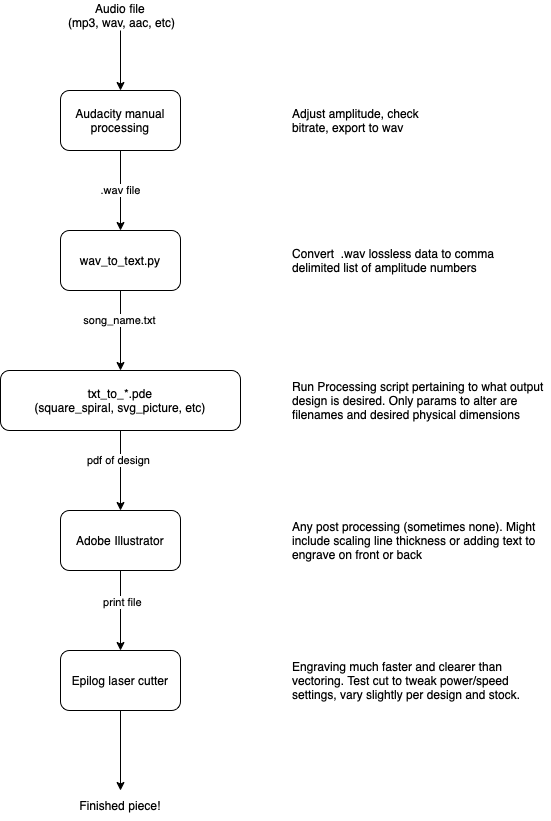 Audio file
(mp3, wav, aac, etc)
Audacity manual
processing
Adjust amplitude, check
bitrate, export to wav
.wav file
wav_to_text.py
Convert .wav lossless data to comma
delimited list of amplitude numbers
song_name.txt
txt_to_*.pde
(square_spiral, svg_picture, etc)
Run Processing script pertaining to what output
design is desired. Only params to alter are
filenames and desired physical dimensions
pdf of design
Adobe Illustrator
Any post processing (sometimes none). Might
include scaling line thickness or adding text to
engrave on front or back
print file
Epilog laser cutter
Engraving much faster and clearer than
vectoring. Test cut to tweak power/speed
settings, vary slightly per design and stock.
Finished piece!